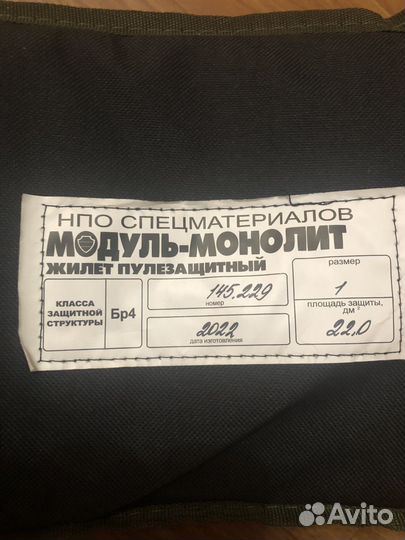 НПО СПЕЦМАТЕРИАЛОВ
МОДУЛЬ-МОНОЛИТ
ЖИЛЕТ ПУЛЕЗАЩИТНЫЙ
КЛАССА
ЗАЩИТНОЙ
СТРУКТУРЫ
Бр4
145.229
номер
2022
дата изготовления
размер
1
площадь защиты,
дм²
22,0
Avito